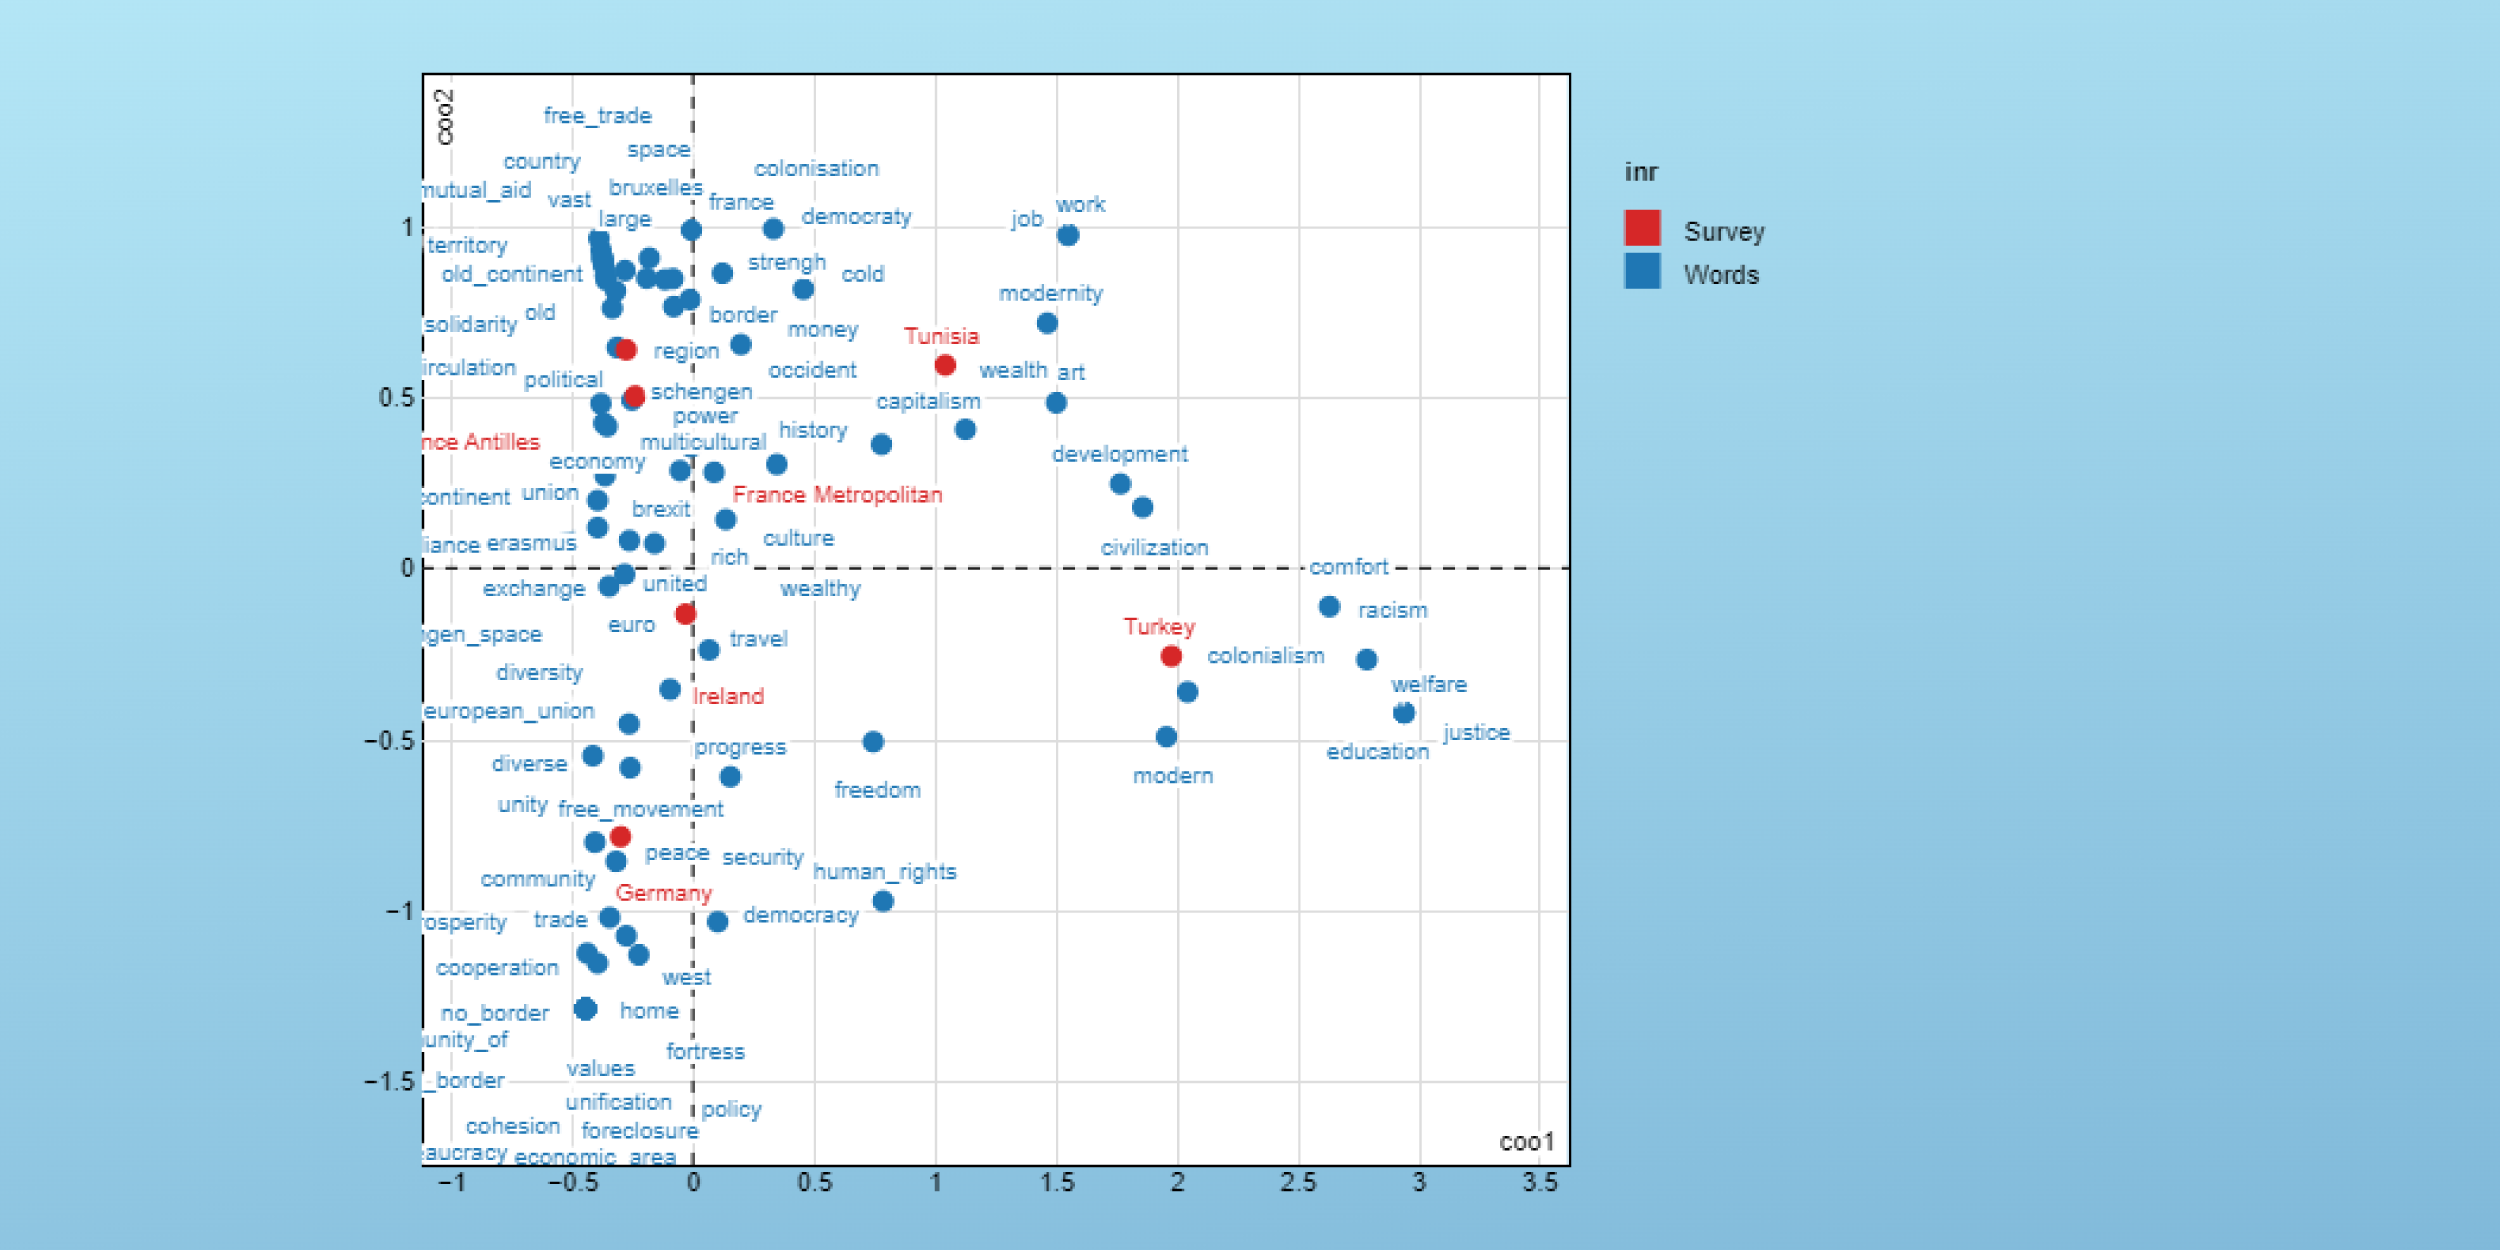 coo2
free_trade
space
country
colonisation
mutual_aid
bruxelles
vast
france
work
large
democraty
job
1
territory
strengh
old_continent
cold
modernity
old
border
solidarity
money
Tunisia
region
irculation
occident
wealth
art
political
schengen
0.5
capitalism
power
history
nce Antilles
multicultural
development
economy
continent
union
France Metropolitan
brexit
culture
liance
erasmus
civilization
rich
0
comfort
exchange
united
wealthy
racism
euro
Turkey
gen_space
travel
colonialism
diversity
welfare
Ireland
european_union
justice
−0.5
progress
education
diverse
modern
freedom
unity
free_movement
peace
security
human_rights
community
Germany
−1
democracy
rosperity
trade
cooperation
west
no_border
home
unity_of
fortress
values
−1.5
_border
unification
policy
cohesion
foreclosure
coo1
aucracy
economic_area
−1 −0.5 0 0.5 1 1.5 2 2.5 3 3.5
inr
Survey
Words